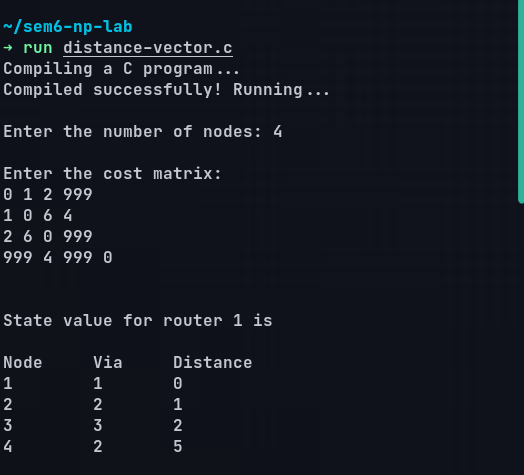 ~/sem6-np-lab
→ run distance-vector.c
Compiling a C program...
Compiled successfully! Running...
Enter the number of nodes: 4
Enter the cost matrix:
0 1 2 999
1 0 6 4
2 6 0 999
999 4 999 0
State value for router 1 is
Node Via Distance
1 1 0
2 2 1
3 3 2
4 2 5